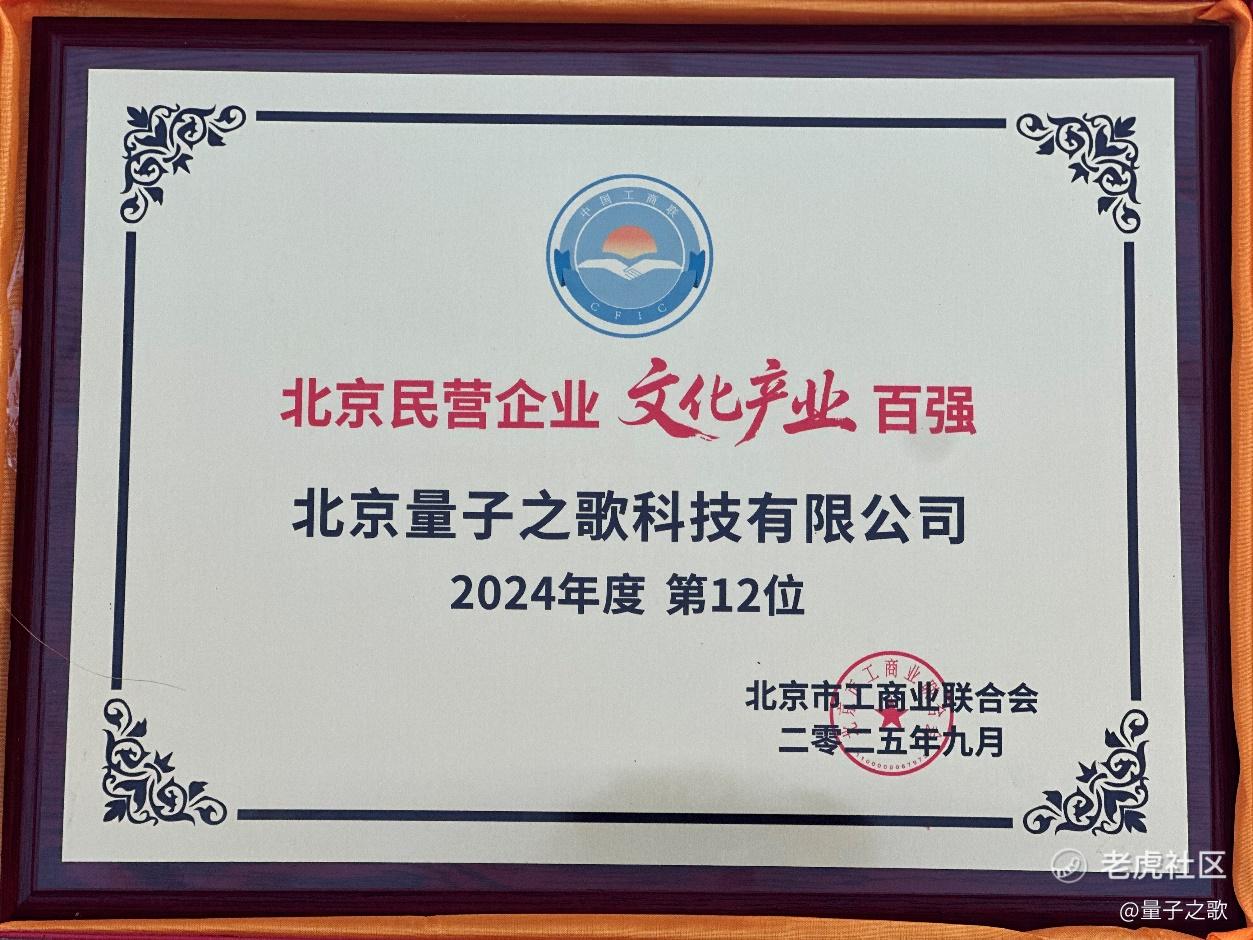 中国工商联
CFIC
北京民营企业 文化产业 百强
北京量子之歌科技有限公司
2024年度 第12位
北京市工商业联合会
二零二五年九月
老虎社区
@量子之歌